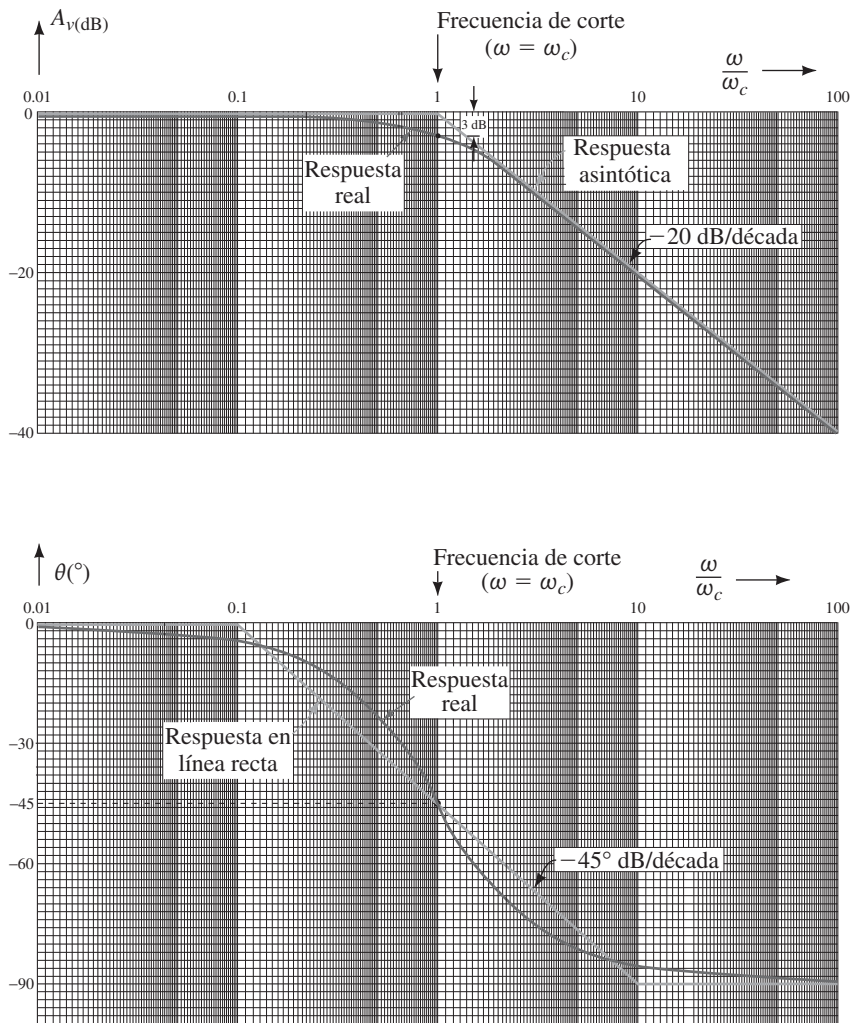 A_v(dB)
Frecuencia de corte
(ω = ω_c)
ω
ω_c
0.01
0.1
1
10
100
0
3 dB
Respuesta
real
Respuesta
asintótica
−20 dB/década
−20
−40
θ(°)
Frecuencia de corte
(ω = ω_c)
ω
ω_c
0.01
0.1
1
10
100
0
Respuesta
real
Respuesta en
línea recta
−30
−45
−45° dB/década
−60
−90